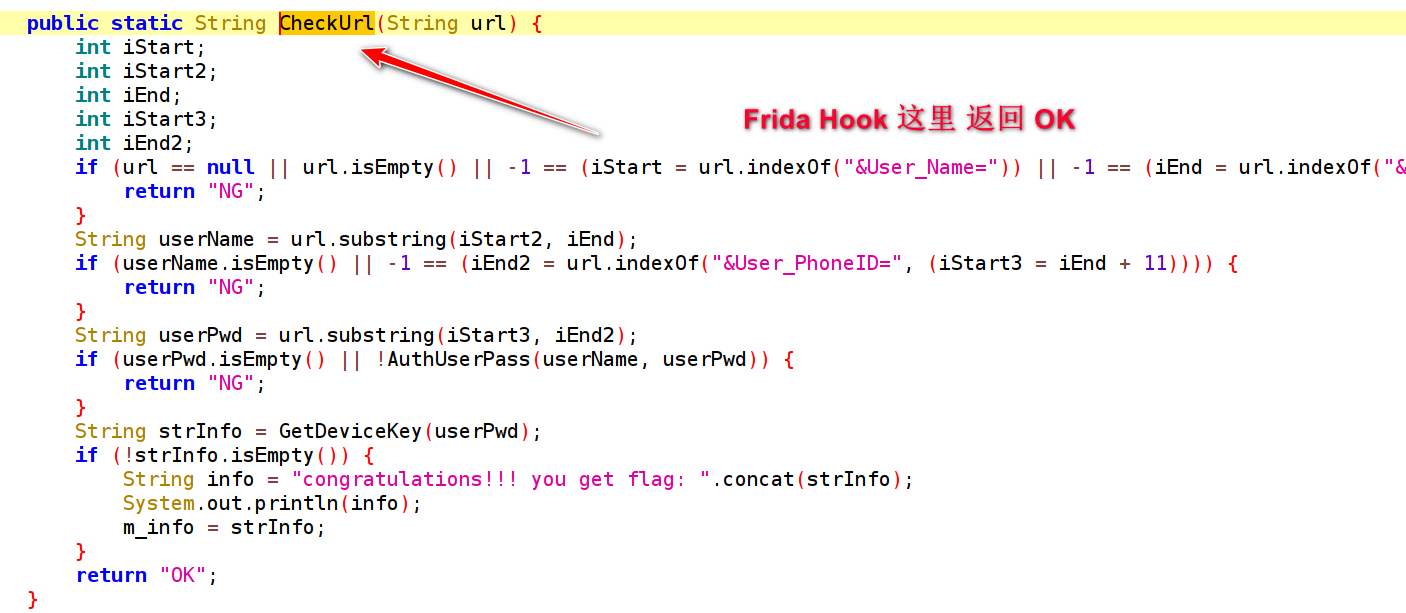 public static String CheckUrl(String url) {
int iStart;
int iStart2;
int iEnd;
int iStart3;
Frida Hook 这里 返回 OK
int iEnd2;
if (url == null || url.isEmpty() || -1 == (iStart = url.indexOf("&User_Name=")) || -1 == (iEnd = url.indexOf("&
return "NG";
}
String userName = url.substring(iStart2, iEnd);
if (userName.isEmpty() || -1 == (iEnd2 = url.indexOf("&User_PhoneID=", (iStart3 = iEnd + 11)))) {
return "NG";
}
String userPwd = url.substring(iStart3, iEnd2);
if (userPwd.isEmpty() || !AuthUserPass(userName, userPwd)) {
return "NG";
}
String strInfo = GetDeviceKey(userPwd);
if (!strInfo.isEmpty()) {
String info = "congratulations!!! you get flag: ".concat(strInfo);
System.out.println(info);
m_info = strInfo;
}
return "OK";
}